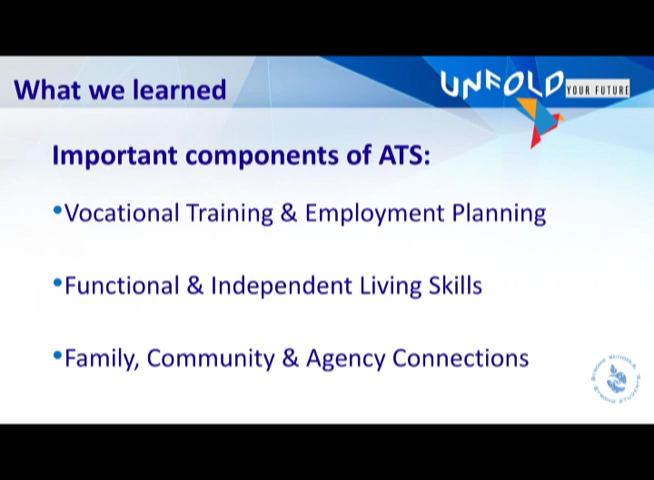 What we learned
UNFOLD YOUR FUTURE
Important components of ATS:
•Vocational Training & Employment Planning
•Functional & Independent Living Skills
•Family, Community & Agency Connections